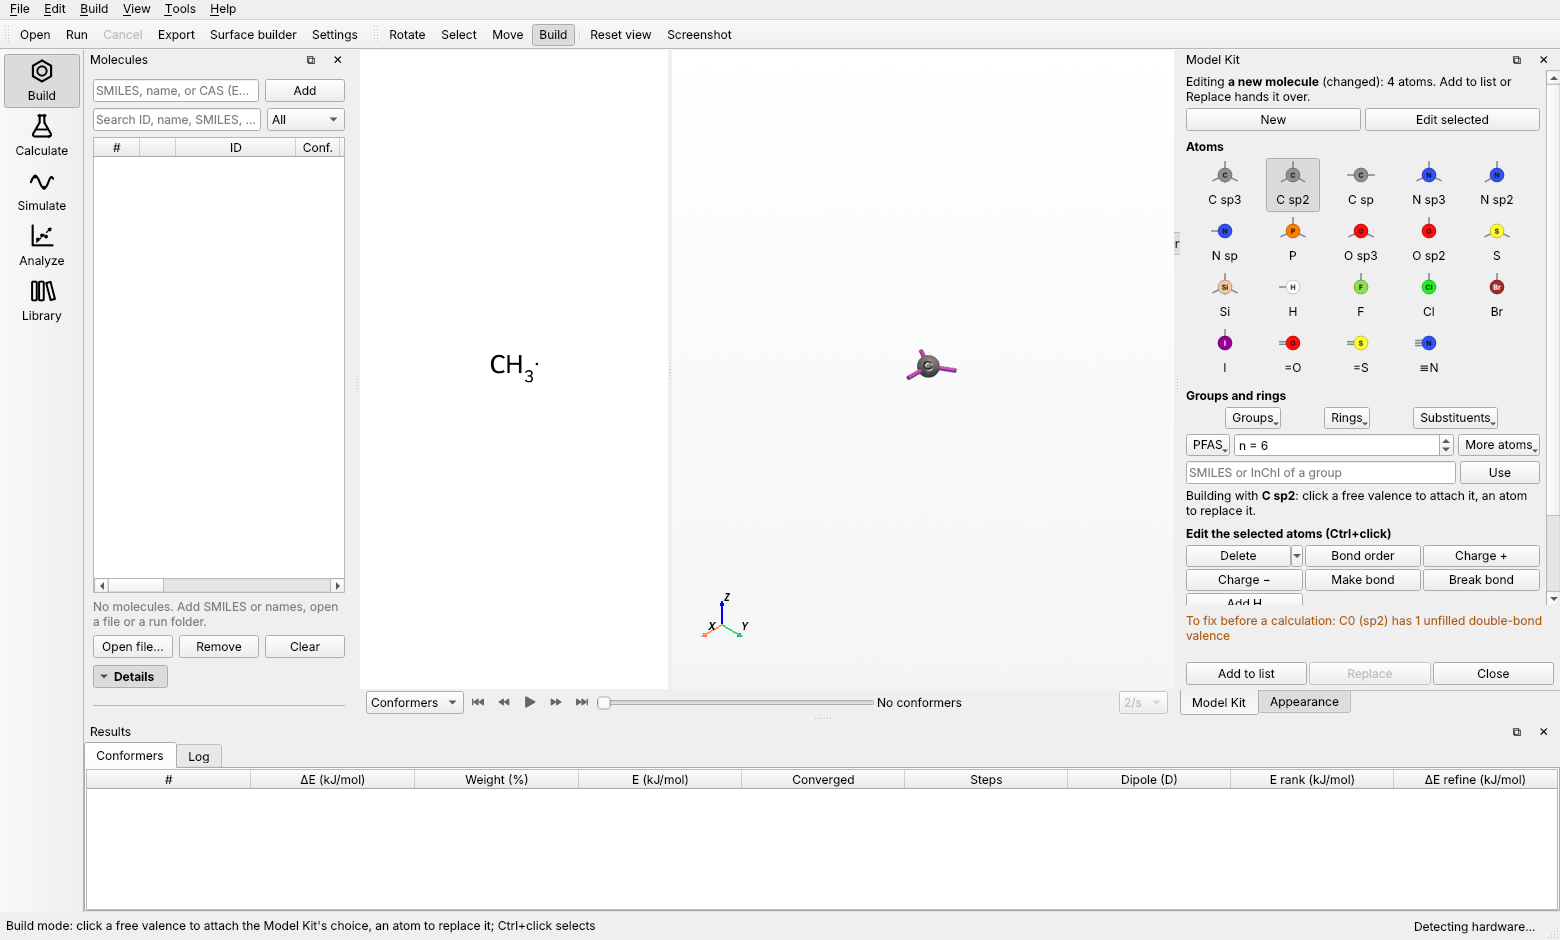 File Edit Build View Tools Help
Open Run Cancel Export Surface builder Settings Rotate Select Move Build Reset view Screenshot
Build
Calculate
Simulate
Analyze
Library
Molecules
SMILES, name, or CAS (E... Add
Search ID, name, SMILES, ... All
# ID Conf.
No molecules. Add SMILES or names, open
a file or a run folder.
Open file... Remove Clear
Details
CH3·
C
Z
X Y
Conformers No conformers 2/s
Model Kit
Editing a new molecule (changed): 4 atoms. Add to list or
Replace hands it over.
New Edit selected
Atoms
C C C N N
C sp3 C sp2 C sp N sp3 N sp2
N P O O S
N sp P O sp3 O sp2 S
Si H F Cl Br
Si H F Cl Br
I O S N
I =O =S ≡N
Groups and rings
Groups Rings Substituents
PFAS n = 6 More atoms
SMILES or InChI of a group Use
Building with C sp2: click a free valence to attach it, an atom
to replace it.
Edit the selected atoms (Ctrl+click)
Delete Bond order Charge +
Charge − Make bond Break bond
Add H
To fix before a calculation: C0 (sp2) has 1 unfilled double-bond
valence
Add to list Replace Close
Model Kit Appearance
Results
Conformers Log
# ΔE (kJ/mol) Weight (%) E (kJ/mol) Converged Steps Dipole (D) E rank (kJ/mol) ΔE refine (kJ/mol)
Build mode: click a free valence to attach the Model Kit's choice, an atom to replace it; Ctrl+click selects Detecting hardware...